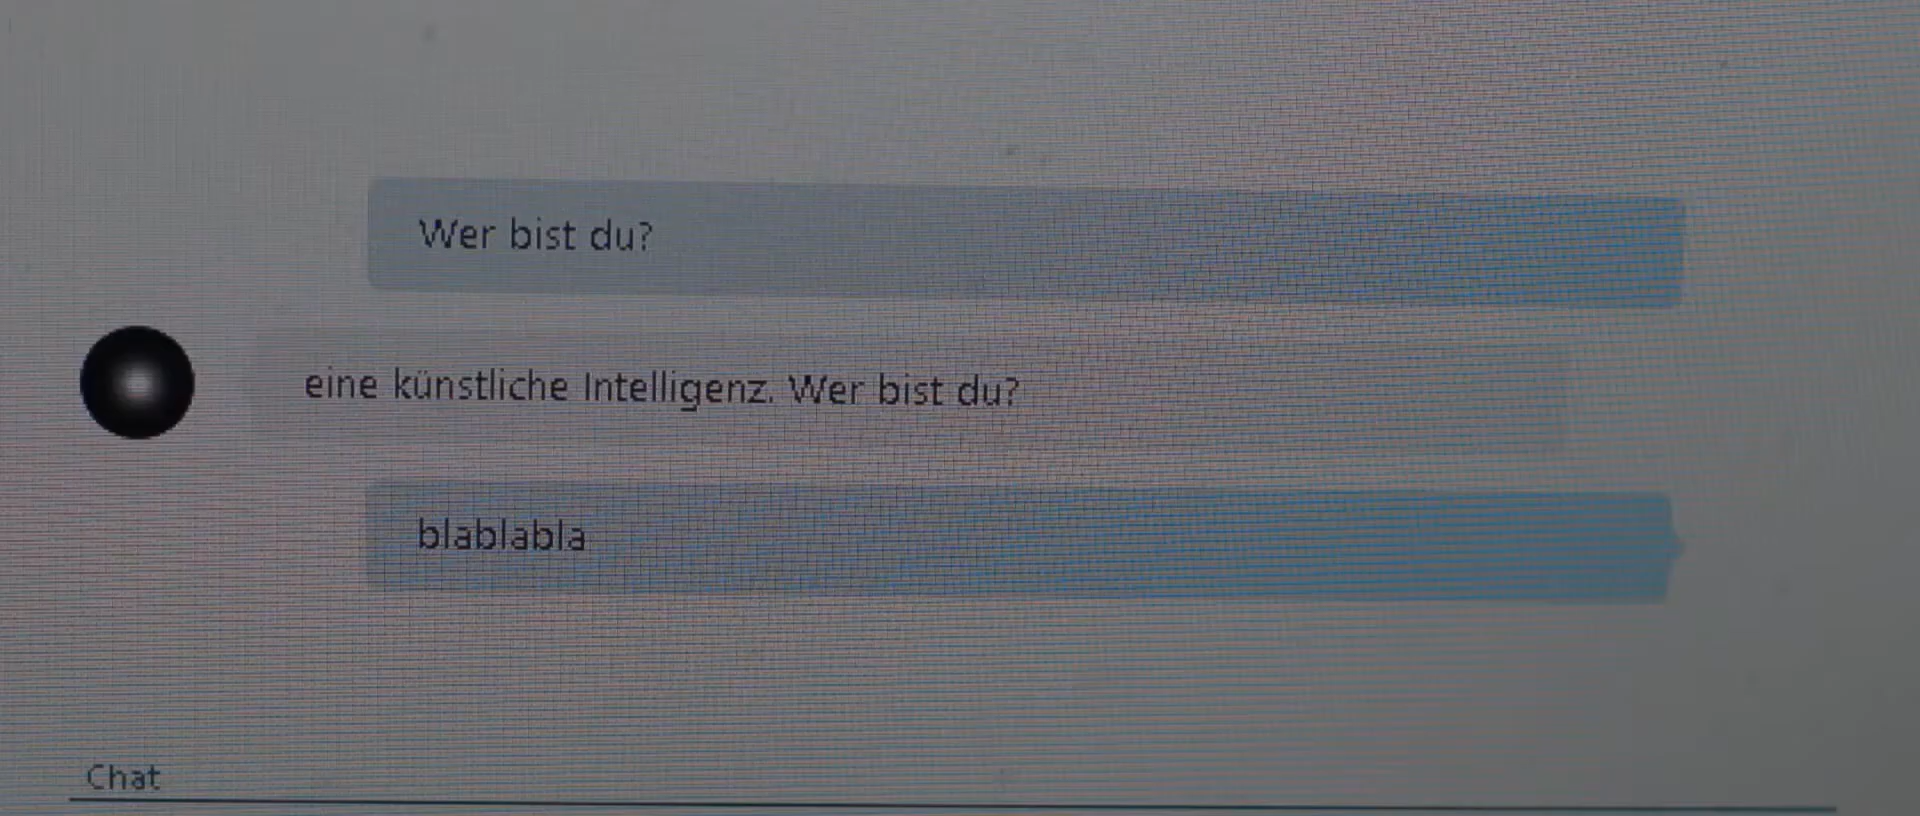 Wer bist du?
eine künstliche Intelligenz. Wer bist du?
blablabla
Chat